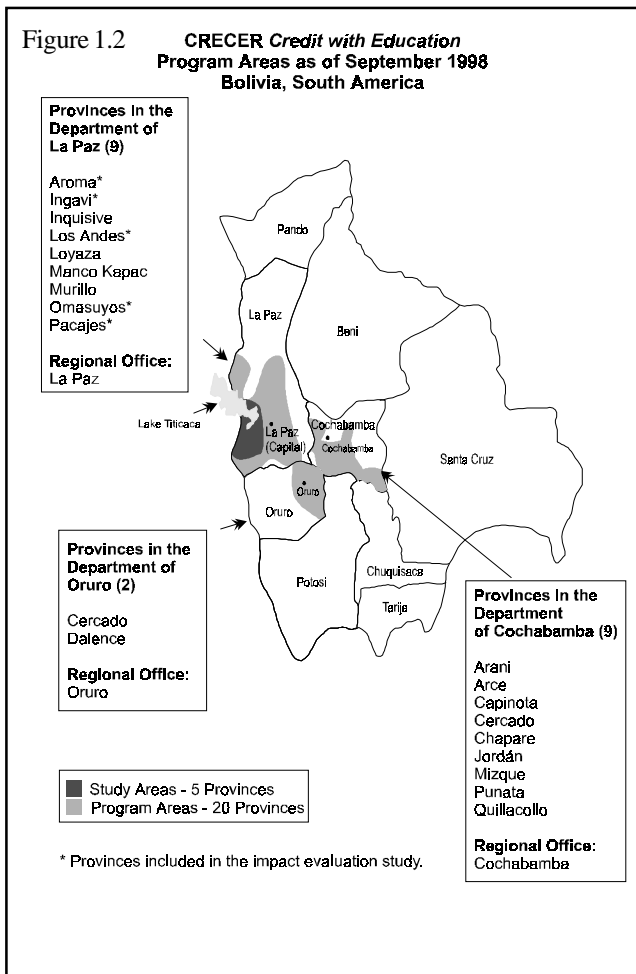 Figure 1.2
CRECER Credit with Education
Program Areas as of September 1998
Bolivia, South America
Provinces in the
Department of
La Paz (9)
Aroma*
Ingavi*
Inquisive
Los Andes*
Loyaza
Manco Kapac
Murillo
Omasuyos*
Pacajes*
Regional Office:
La Paz
Pando
La Paz
Beni
Lake Titicaca
La Paz
(Capital)
Cochabamba
Cochabamba
Santa Cruz
Oruro
Oruro
Potosi
Chuquisaca
Tarija
Provinces in the
Department of
Oruro (2)
Cercado
Dalence
Regional Office:
Oruro
Provinces in the
Department
of Cochabamba (9)
Arani
Arce
Capinota
Cercado
Chapare
Jordán
Mizque
Punata
Quillacollo
Regional Office:
Cochabamba
Study Areas - 5 Provinces
Program Areas - 20 Provinces
* Provinces included in the impact evaluation study.